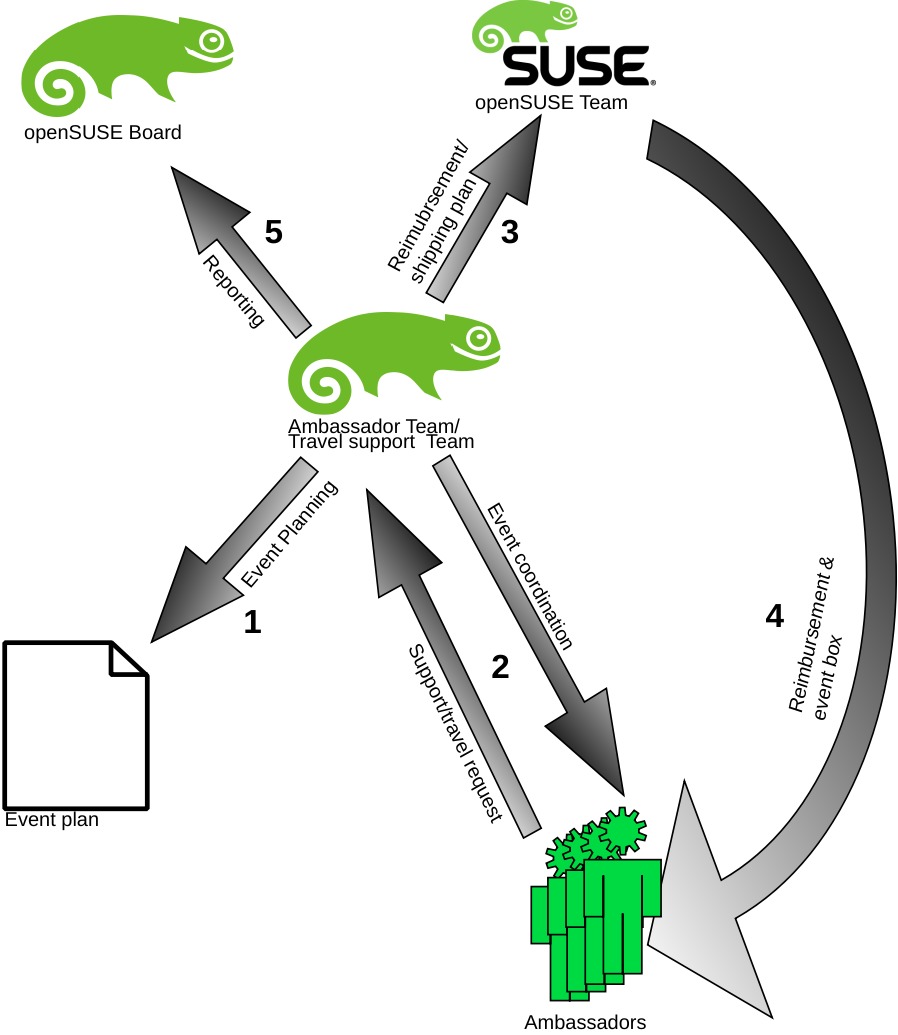 SUSE®
openSUSE Team
openSUSE Board
Reimubrsement/
shipping plan
3
5
Reporting
Ambassador Team/
Travel support  Team
Event Planning
1
Event coordination
2
Support/travel request
4
Reimbursement &
event box
Event plan
Ambassadors